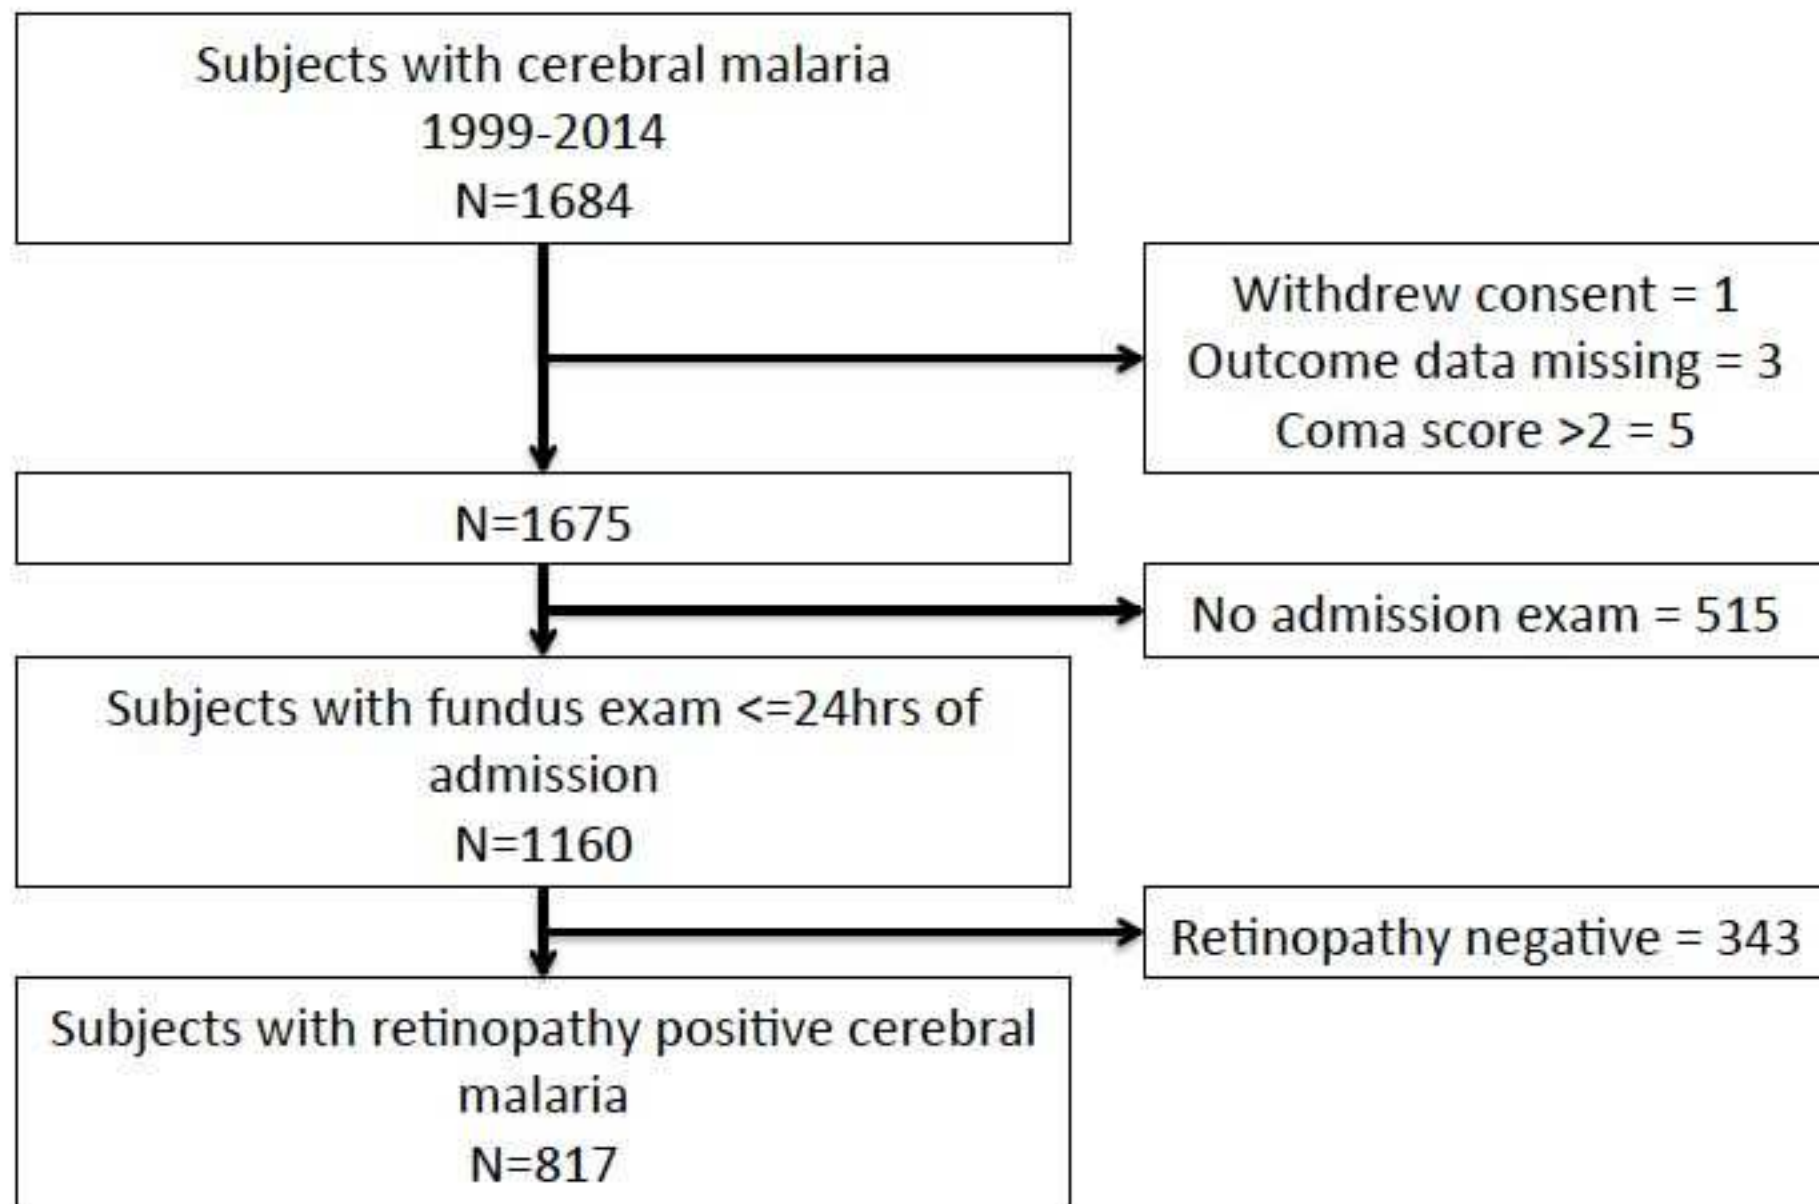 Subjects with cerebral malaria
1999-2014
N=1684
Withdrew consent = 1
Outcome data missing = 3
Coma score >2 = 5
N=1675
No admission exam = 515
Subjects with fundus exam <=24hrs of
admission
N=1160
Retinopathy negative = 343
Subjects with retinopathy positive cerebral
malaria
N=817